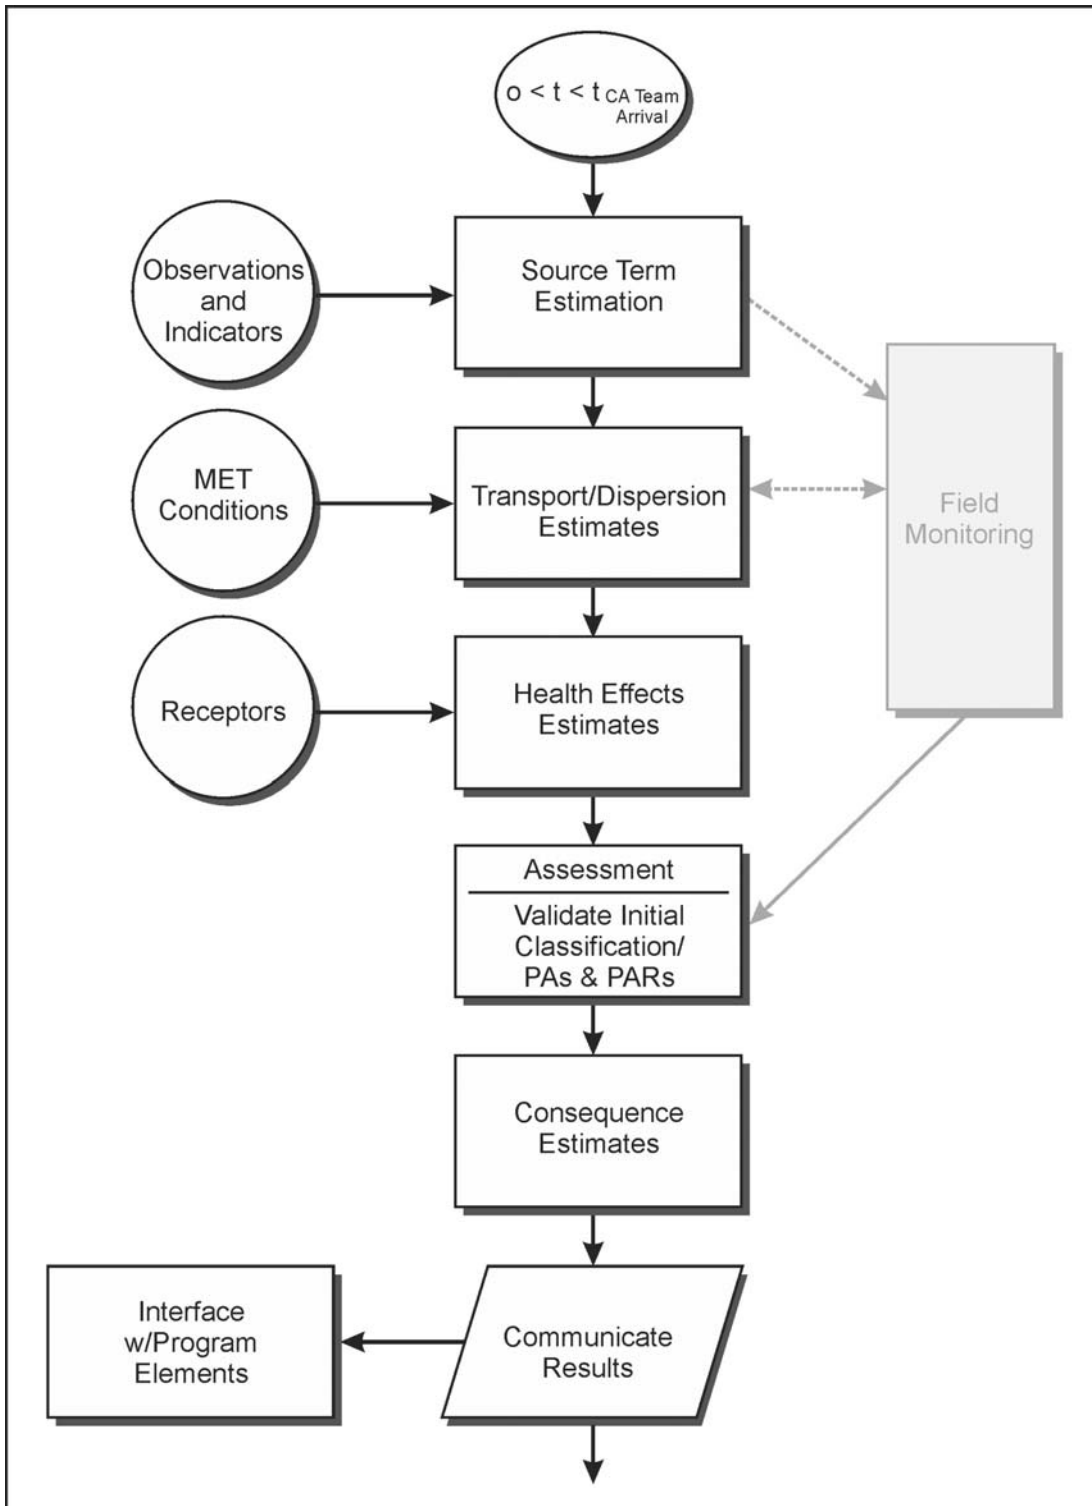 o < t < t CA Team
Arrival
Observations
and
Indicators
Source Term
Estimation
MET
Conditions
Transport/Dispersion
Estimates
Field
Monitoring
Receptors
Health Effects
Estimates
Assessment
Validate Initial
Classification/
PAs & PARs
Consequence
Estimates
Interface
w/Program
Elements
Communicate
Results